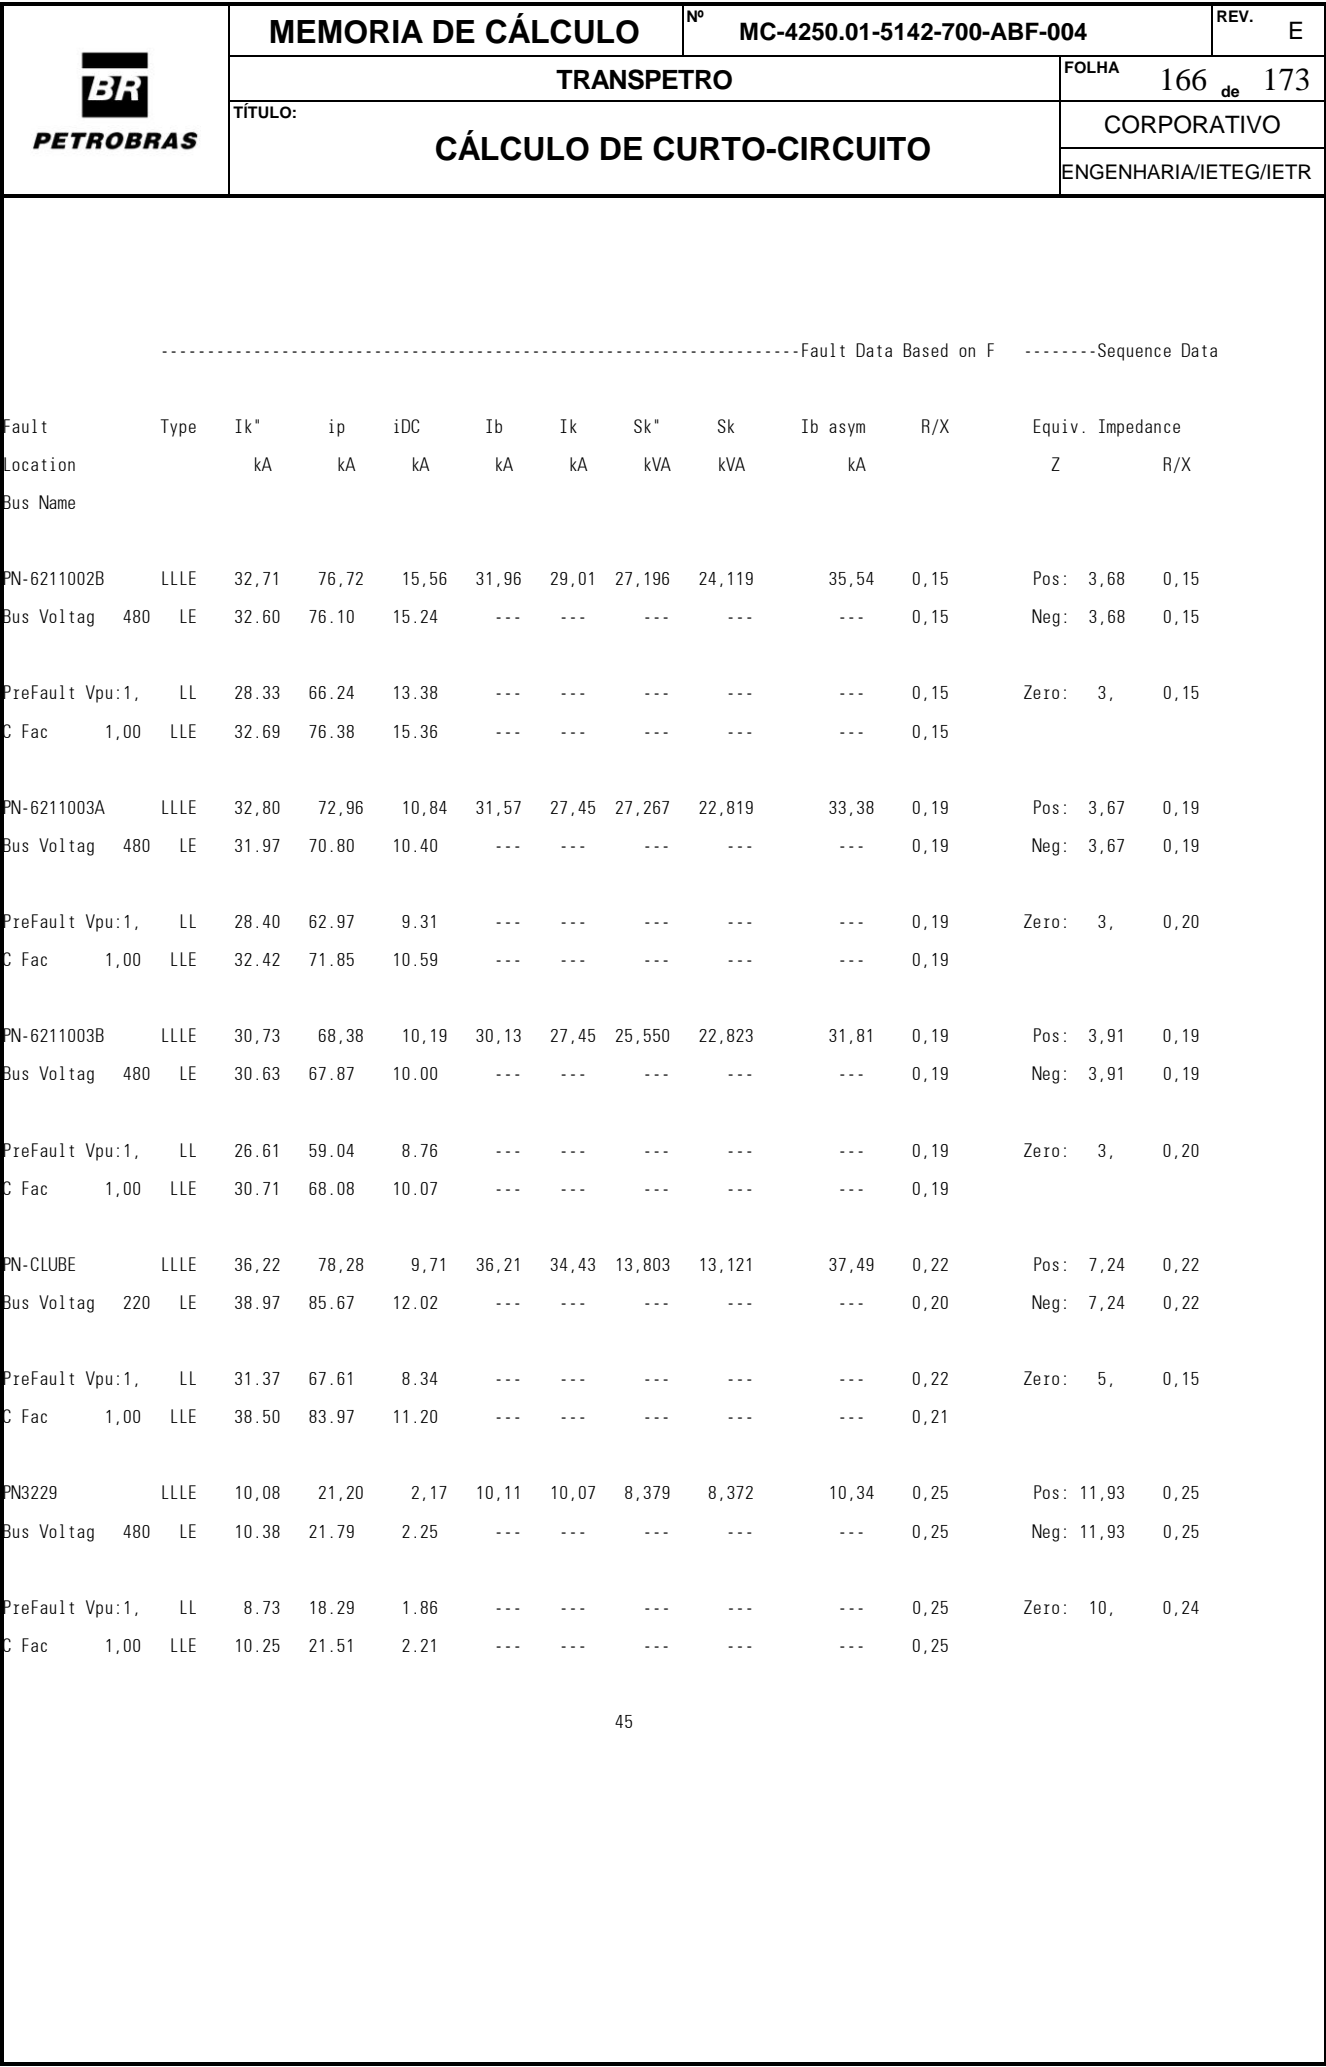 BR
PETROBRAS
MEMORIA DE CÁLCULO
Nº MC-4250.01-5142-700-ABF-004
REV. E
TRANSPETRO
FOLHA 166 de 173
TÍTULO:
CÁLCULO DE CURTO-CIRCUITO
CORPORATIVO
ENGENHARIA/IETEG/IETR
----------------------------------------------------------------------Fault Data Based on F --------Sequence Data
Fault Type Ik" ip iDC Ib Ik Sk" Sk Ib asym R/X Equiv. Impedance
Location kA kA kA kA kA kVA kVA kA Z R/X
Bus Name
PN-6211002B LLLE 32,71 76,72 15,56 31,96 29,01 27,196 24,119 35,54 0,15 Pos: 3,68 0,15
Bus Voltag 480 LE 32.60 76.10 15.24 --- --- --- --- --- 0,15 Neg: 3,68 0,15
PreFault Vpu:1, LL 28.33 66.24 13.38 --- --- --- --- --- 0,15 Zero: 3, 0,15
C Fac 1,00 LLE 32.69 76.38 15.36 --- --- --- --- --- 0,15
PN-6211003A LLLE 32,80 72,96 10,84 31,57 27,45 27,267 22,819 33,38 0,19 Pos: 3,67 0,19
Bus Voltag 480 LE 31.97 70.80 10.40 --- --- --- --- --- 0,19 Neg: 3,67 0,19
PreFault Vpu:1, LL 28.40 62.97 9.31 --- --- --- --- --- 0,19 Zero: 3, 0,20
C Fac 1,00 LLE 32.42 71.85 10.59 --- --- --- --- --- 0,19
PN-6211003B LLLE 30,73 68,38 10,19 30,13 27,45 25,550 22,823 31,81 0,19 Pos: 3,91 0,19
Bus Voltag 480 LE 30.63 67.87 10.00 --- --- --- --- --- 0,19 Neg: 3,91 0,19
PreFault Vpu:1, LL 26.61 59.04 8.76 --- --- --- --- --- 0,19 Zero: 3, 0,20
C Fac 1,00 LLE 30.71 68.08 10.07 --- --- --- --- --- 0,19
PN-CLUBE LLLE 36,22 78,28 9,71 36,21 34,43 13,803 13,121 37,49 0,22 Pos: 7,24 0,22
Bus Voltag 220 LE 38.97 85.67 12.02 --- --- --- --- --- 0,20 Neg: 7,24 0,22
PreFault Vpu:1, LL 31.37 67.61 8.34 --- --- --- --- --- 0,22 Zero: 5, 0,15
C Fac 1,00 LLE 38.50 83.97 11.20 --- --- --- --- --- 0,21
PN3229 LLLE 10,08 21,20 2,17 10,11 10,07 8,379 8,372 10,34 0,25 Pos: 11,93 0,25
Bus Voltag 480 LE 10.38 21.79 2.25 --- --- --- --- --- 0,25 Neg: 11,93 0,25
PreFault Vpu:1, LL 8.73 18.29 1.86 --- --- --- --- --- 0,25 Zero: 10, 0,24
C Fac 1,00 LLE 10.25 21.51 2.21 --- --- --- --- --- 0,25
45